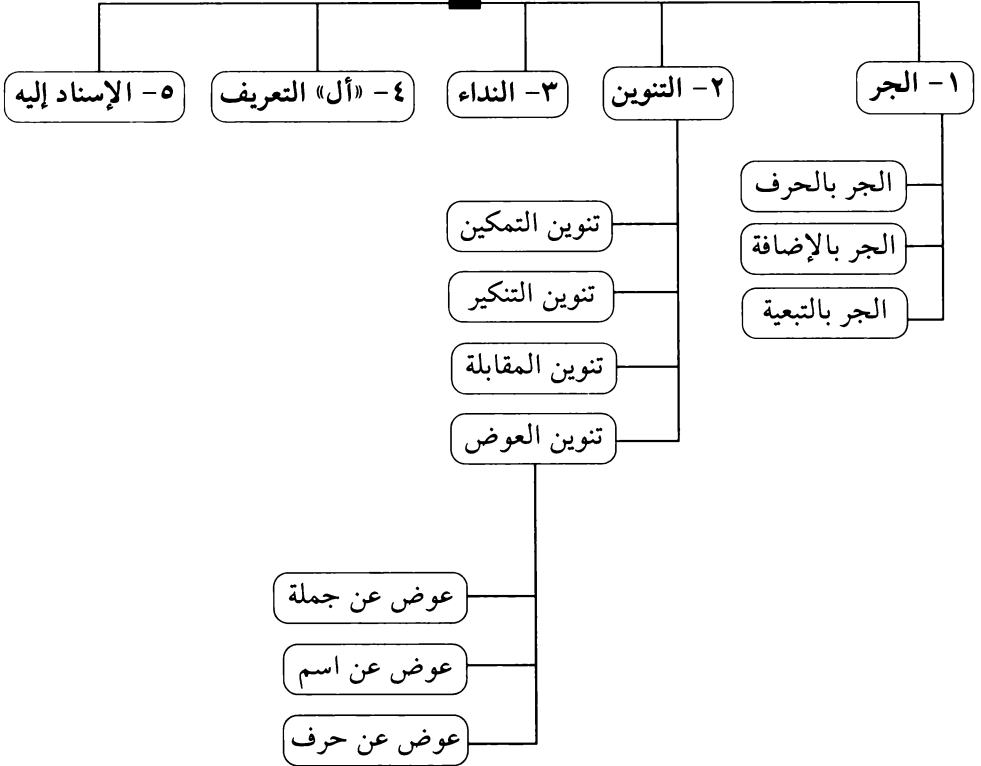 ١- الجر
٢- التنوين
٣- النداء
٤- «أل» التعريف
٥- الإسناد إليه
الجر بالحرف
الجر بالإضافة
الجر بالتبعية
تنوين التمكين
تنوين التنكير
تنوين المقابلة
تنوين العوض
عوض عن جملة
عوض عن اسم
عوض عن حرف